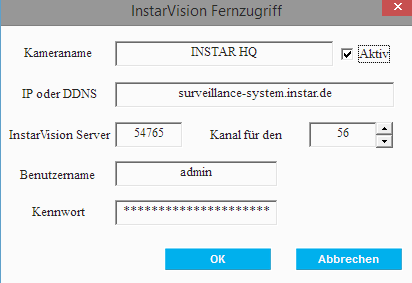 InstarVision Fernzugriff
Kameraname INSTAR HQ Aktiv
IP oder DDNS surveillance-system.instar.de
InstarVision Server 54765 Kanal für den 56
Benutzername admin
Kennwort *********************
OK Abbrechen